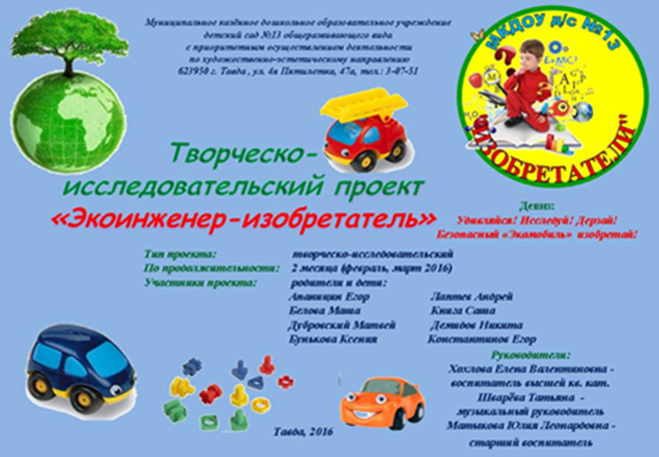 Муниципальное казённое дошкольное образовательное учреждение
детский сад №13 общеразвивающего вида
с приоритетным осуществлением деятельности
по художественно-эстетическому направлению
623950 г. Тавда , ул. 4я Пятилетка, 47а, тел.: 3-07-51
МКДОУ д/с №13
"ИЗОБРЕТАТЕЛИ"
Творческо-
исследовательский проект
«Экоинженер-изобретатель»
Девиз:
Удивляйся! Исследуй! Дерзай!
Безопасный «Экомобиль» изобретай!
Тип проекта: творческо-исследовательский
По продолжительности: 2 месяца (февраль, март 2016)
Участники проекта: родители и дети:
Апаницин Егор Лаптев Андрей
Белова Маша Книга Саша
Дубровский Матвей Демидов Никита
Бунькова Ксения Константинов Егор
Руководители:
Хохлова Елена Валентиновна -
воспитатель высшей кв. кат.
Шварёва Татьяна -
музыкальный руководитель
Матыкова Юлия Леонардовна -
старший воспитатель
Тавда, 2016